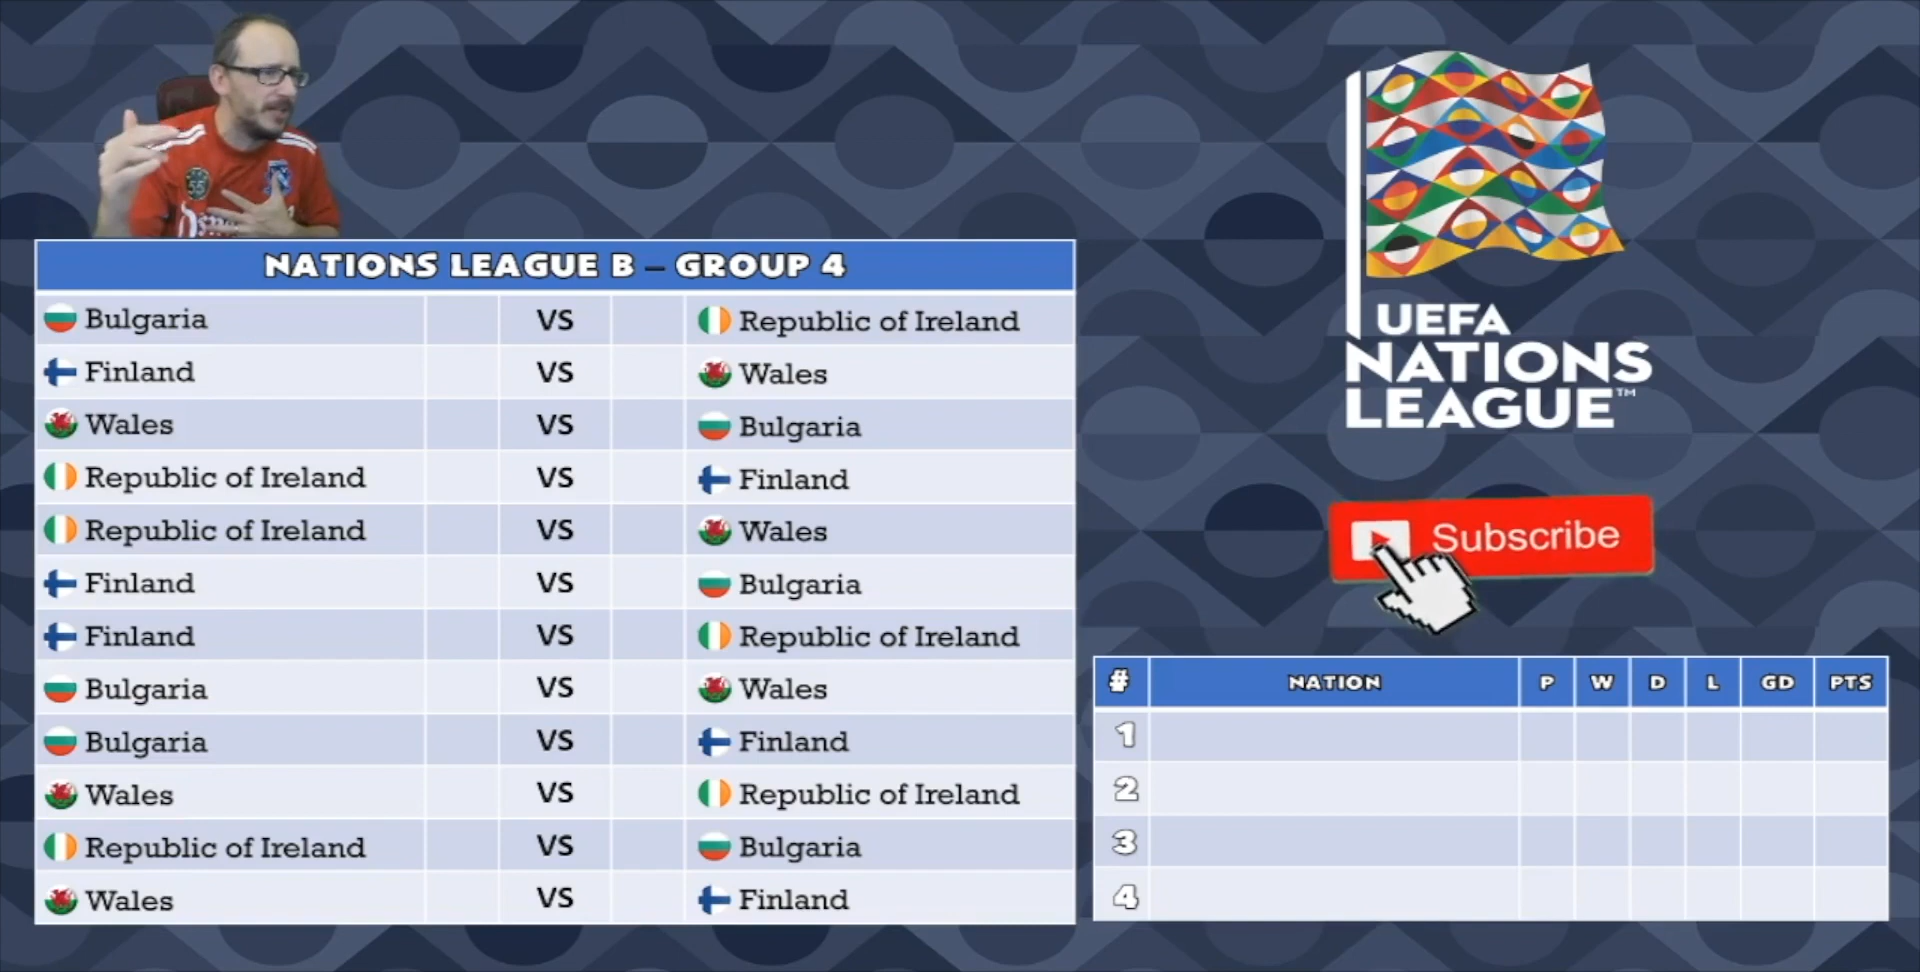 55
NATIONS LEAGUE B – GROUP 4
Bulgaria VS Republic of Ireland
Finland VS Wales
Wales VS Bulgaria
Republic of Ireland VS Finland
Republic of Ireland VS Wales
Finland VS Bulgaria
Finland VS Republic of Ireland
Bulgaria VS Wales
Bulgaria VS Finland
Wales VS Republic of Ireland
Republic of Ireland VS Bulgaria
Wales VS Finland
UEFA
NATIONS
LEAGUE™
Subscribe
# NATION P W D L GD PTS
1
2
3
4